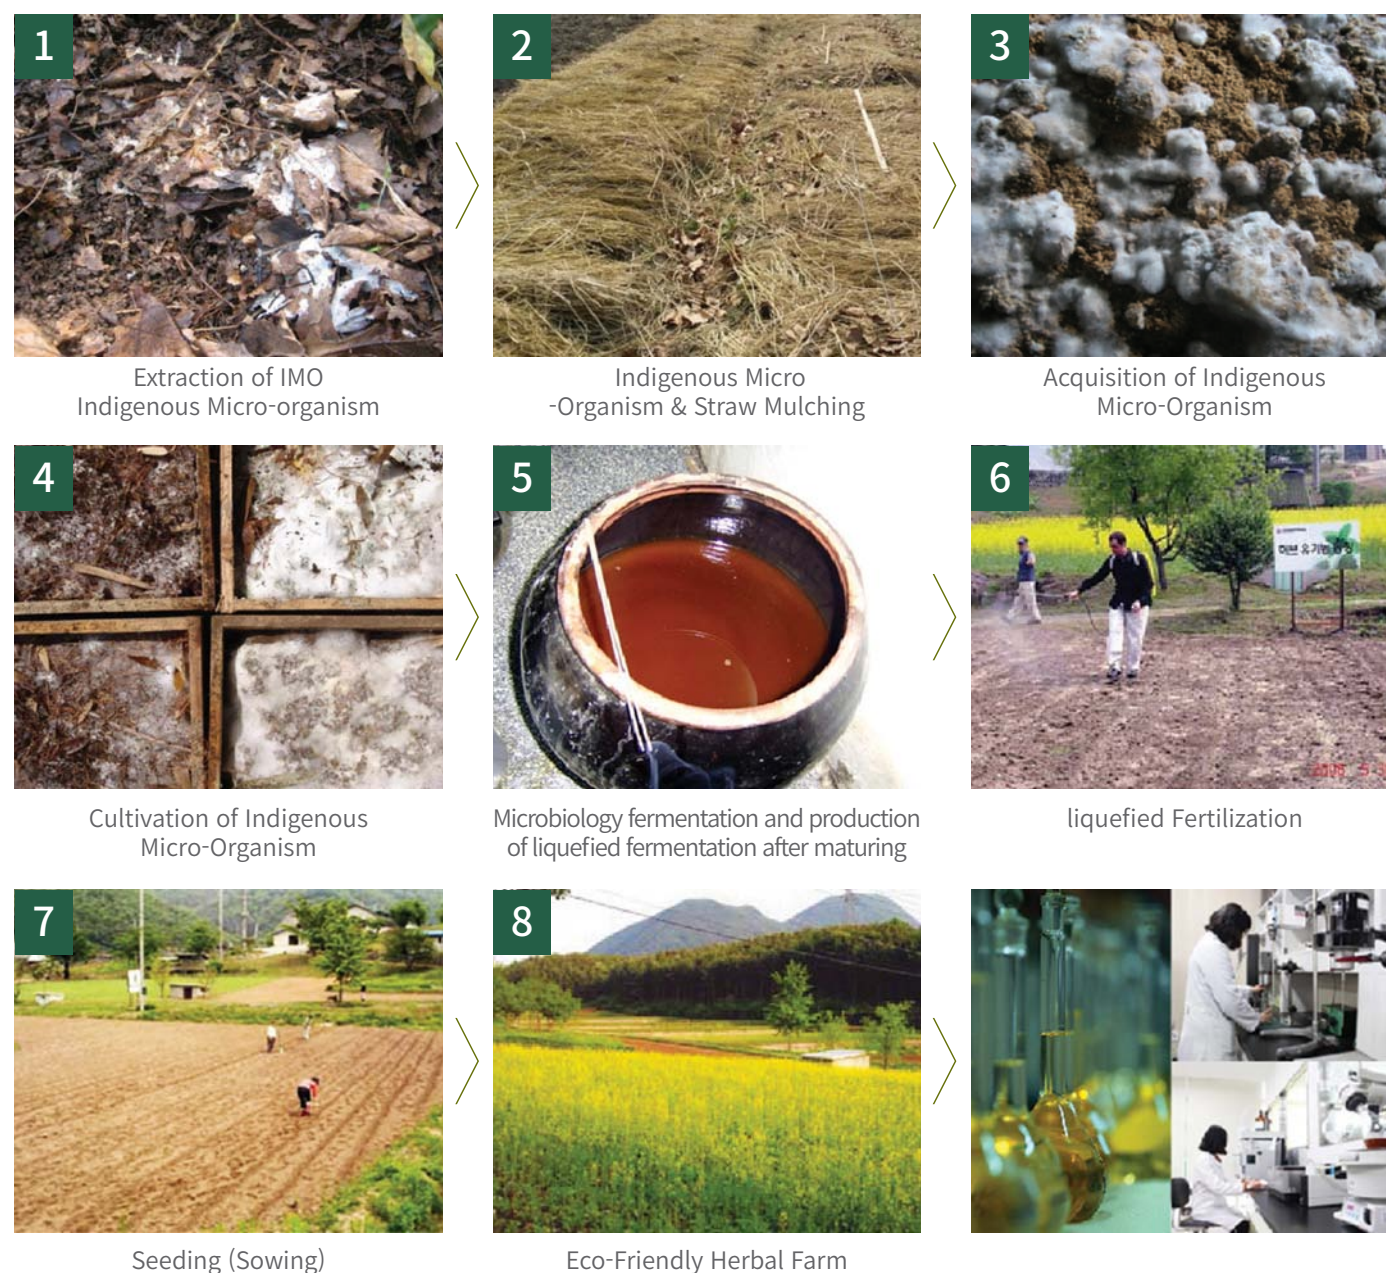 1
2
3
Extraction of IMO
Indigenous Micro-organism
Indigenous Micro
-Organism & Straw Mulching
Acquisition of Indigenous
Micro-Organism
4
5
6
Cultivation of Indigenous
Micro-Organism
Microbiology fermentation and production
of liquefied fermentation after maturing
liquefied Fertilization
7
8
Seeding (Sowing)
Eco-Friendly Herbal Farm